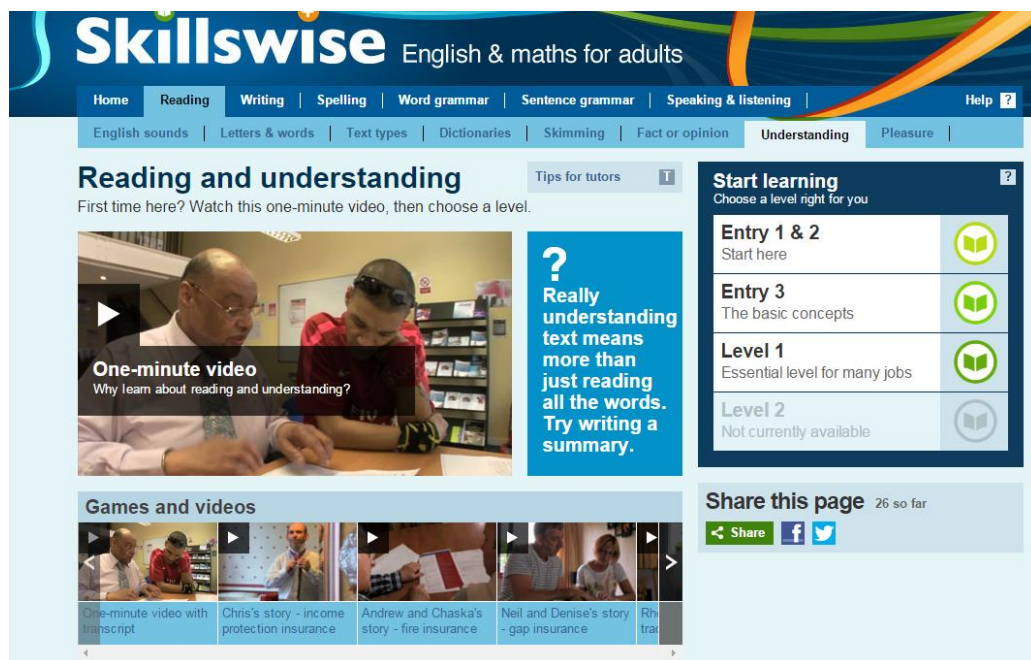 Skillswise English & maths for adults
Home Reading Writing Spelling Word grammar Sentence grammar Speaking & listening Help ?
English sounds Letters & words Text types Dictionaries Skimming Fact or opinion Understanding Pleasure
Reading and understanding
First time here? Watch this one-minute video, then choose a level.
Tips for tutors T
One-minute video
Why learn about reading and understanding?
?
Really
understanding
text means
more than
just reading
all the words.
Try writing a
summary.
Start learning ?
Choose a level right for you
Entry 1 & 2
Start here
Entry 3
The basic concepts
Level 1
Essential level for many jobs
Level 2
Not currently available
Share this page 26 so far
Share f
Games and videos
One-minute video with
transcript
Chris's story - income
protection insurance
Andrew and Chaska's
story - fire insurance
Neil and Denise's story
- gap insurance